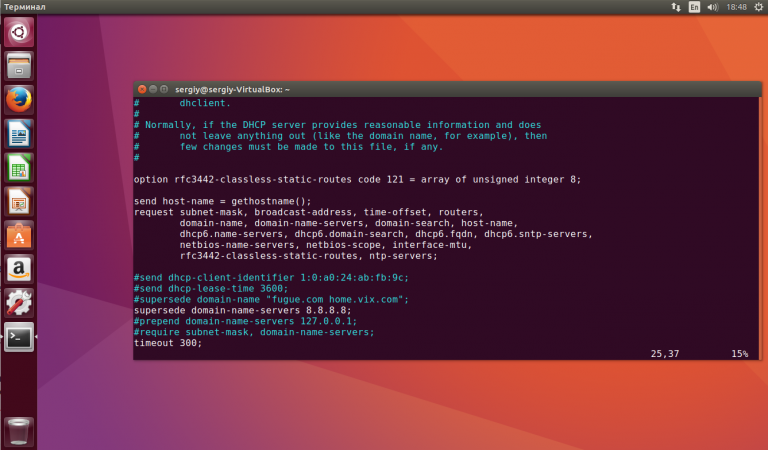 Терминал
En
18:48
sergiy@sergiy-VirtualBox: ~
#       dhclient.
#
# Normally, if the DHCP server provides reasonable information and does
#       not leave anything out (like the domain name, for example), then
#       few changes must be made to this file, if any.
#
option rfc3442-classless-static-routes code 121 = array of unsigned integer 8;
send host-name = gethostname();
request subnet-mask, broadcast-address, time-offset, routers,
        domain-name, domain-name-servers, domain-search, host-name,
        dhcp6.name-servers, dhcp6.domain-search, dhcp6.fqdn, dhcp6.sntp-servers,
        netbios-name-servers, netbios-scope, interface-mtu,
        rfc3442-classless-static-routes, ntp-servers;
#send dhcp-client-identifier 1:0:a0:24:ab:fb:9c;
#send dhcp-lease-time 3600;
#supersede domain-name "fugue.com home.vix.com";
supersede domain-name-servers 8.8.8.8;
#prepend domain-name-servers 127.0.0.1;
#require subnet-mask, domain-name-servers;
timeout 300;
25,37         15%